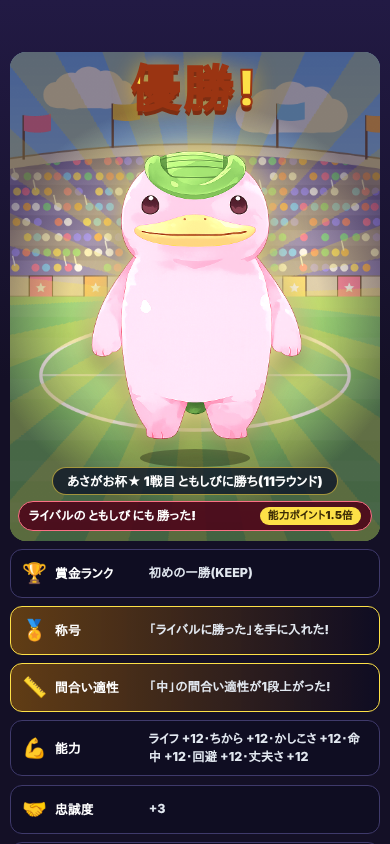 優勝!
あさがお杯★ 1戦目 ともしびに勝ち(11ラウンド)
ライバルの ともしび にも 勝った!
能力ポイント1.5倍
賞金ランク
初めの一勝(KEEP)
称号
「ライバルに勝った」を手に入れた!
間合い適性
「中」の間合い適性が1段上がった!
能力
ライフ +12・ちから +12・かしこさ +12・命
中 +12・回避 +12・丈夫さ +12
忠誠度
+3